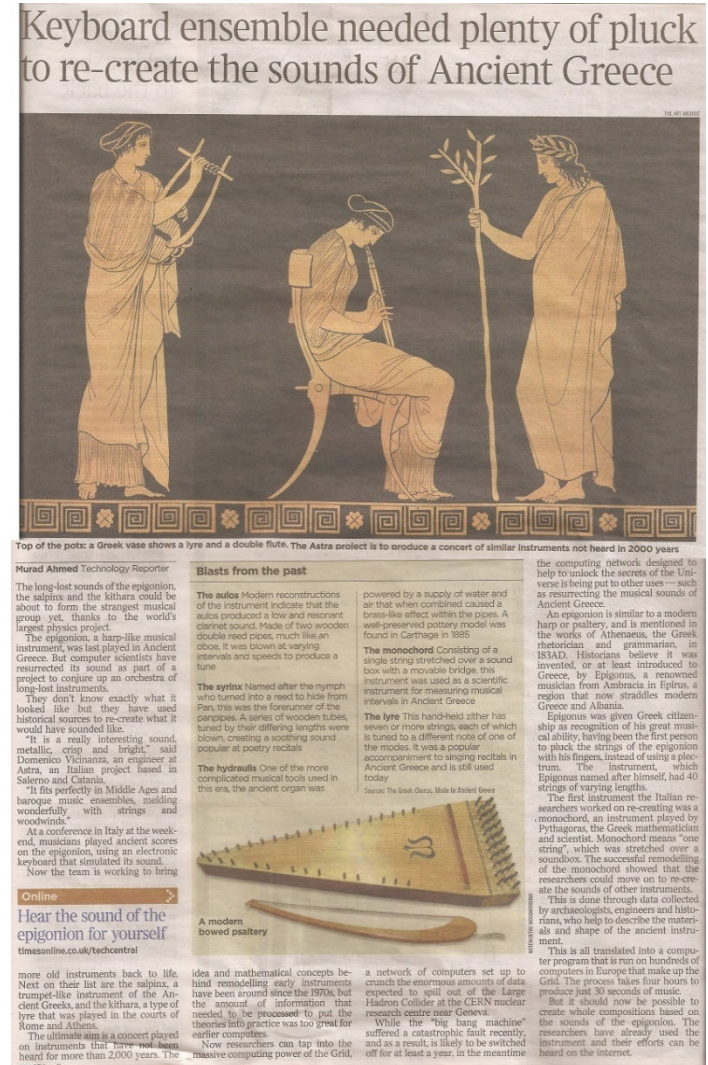 Keyboard ensemble needed plenty of pluck
to re-create the sounds of Ancient Greece
THE ART ARCHIVE
Top of the pots: a Greek vase shows a lyre and a double flute. The Astra project is to produce a concert of similar instruments not heard in 2000 years
Murad Ahmed Technology Reporter
The long-lost sounds of the epigonion,
the salpinx and the kithara could be
about to form the strangest musical
group yet, thanks to the world's
largest physics project.
The epigonion, a harp-like musical
instrument, was last played in Ancient
Greece. But computer scientists have
resurrected its sound as part of a
project to conjure up an orchestra of
long-lost instruments.
They don't know exactly what it
looked like but they have used
historical sources to re-create what it
would have sounded like.
"It is a really interesting sound,
metallic, crisp and bright," said
Domenico Vicinanza, an engineer at
Astra, an Italian project based in
Salerno and Catania.
"It fits perfectly in Middle Ages and
baroque music ensembles, melding
wonderfully with strings and
woodwinds."
At a conference in Italy at the week-
end, musicians played ancient scores
on the epigonion, using an electronic
keyboard that simulated its sound.
Now the team is working to bring
Online
Hear the sound of the
epigonion for yourself
timesonline.co.uk/techcentral
more old instruments back to life.
Next on their list are the salpinx, a
trumpet-like instrument of the An-
cient Greeks, and the kithara, a type of
lyre that was played in the courts of
Rome and Athens.
The ultimate aim is a concert played
on instruments that have not been
heard for more than 2,000 years. The
Blasts from the past
The aulos Modern reconstructions
of the instrument indicate that the
aulos produced a low and resonant
clarinet sound. Made of two wooden
double reed pipes, much like an
oboe, it was blown at varying
intervals and speeds to produce a
tune
The syrinx Named after the nymph
who turned into a reed to hide from
Pan, this was the forerunner of the
panpipes. A series of wooden tubes,
tuned by their differing lengths were
blown, creating a soothing sound
popular at poetry recitals
The hydraulis One of the more
complicated musical tools used in
this era, the ancient organ was
powered by a supply of water and
air that when combined caused a
brass-like effect within the pipes. A
well-preserved pottery model was
found in Carthage in 1885
The monochord Consisting of a
single string stretched over a sound
box with a movable bridge, this
instrument was used as a scientific
instrument for measuring musical
intervals in Ancient Greece
The lyre This hand-held zither has
seven or more strings, each of which
is tuned to a different note of one of
the modes. It was a popular
accompaniment to singing recitals in
Ancient Greece and is still used
today
Sources: The Greek Chorus, Made in Ancient Greece
A modern
bowed psaltery
idea and mathematical concepts be-
hind remodelling early instruments
have been around since the 1970s, but
the amount of information that
needed to be processed to put the
theories into practice was too great for
earlier computers.
Now researchers can tap into the
massive computing power of the Grid,
a network of computers set up to
crunch the enormous amounts of data
expected to spill out of the Large
Hadron Collider at the CERN nuclear
research centre near Geneva.
While the "big bang machine"
suffered a catastrophic fault recently,
and as a result, is likely to be switched
off for at least a year, in the meantime
the computing network designed to
help to unlock the secrets of the Uni-
verse is being put to other uses — such
as resurrecting the musical sounds of
Ancient Greece.
An epigonion is similar to a modern
harp or psaltery, and is mentioned in
the works of Athenaeus, the Greek
rhetorician and grammarian, in
183AD. Historians believe it was
invented, or at least introduced to
Greece, by Epigonus, a renowned
musician from Ambracia in Epirus, a
region that now straddles modern
Greece and Albania.
Epigonus was given Greek citizen-
ship as recognition of his great musi-
cal ability, having been the first person
to pluck the strings of the epigonion
with his fingers, instead of using a plec-
trum. The instrument, which
Epigonus named after himself, had 40
strings of varying lengths.
The first instrument the Italian re-
searchers worked on re-creating was a
monochord, an instrument played by
Pythagoras, the Greek mathematician
and scientist. Monochord means "one
string", which was stretched over a
soundbox. The successful remodelling
of the monochord showed that the
researchers could move on to re-cre-
ate the sounds of other instruments.
This is done through data collected
by archaeologists, engineers and histo-
rians, who help to describe the materi-
als and shape of the ancient instru-
ment.
This is all translated into a compu-
ter program that is run on hundreds of
computers in Europe that make up the
Grid. The process takes four hours to
produce just 30 seconds of music.
But it should now be possible to
create whole compositions based on
the sounds of the epigonion. The
researchers have already used the
instrument and their efforts can be
heard on the internet.